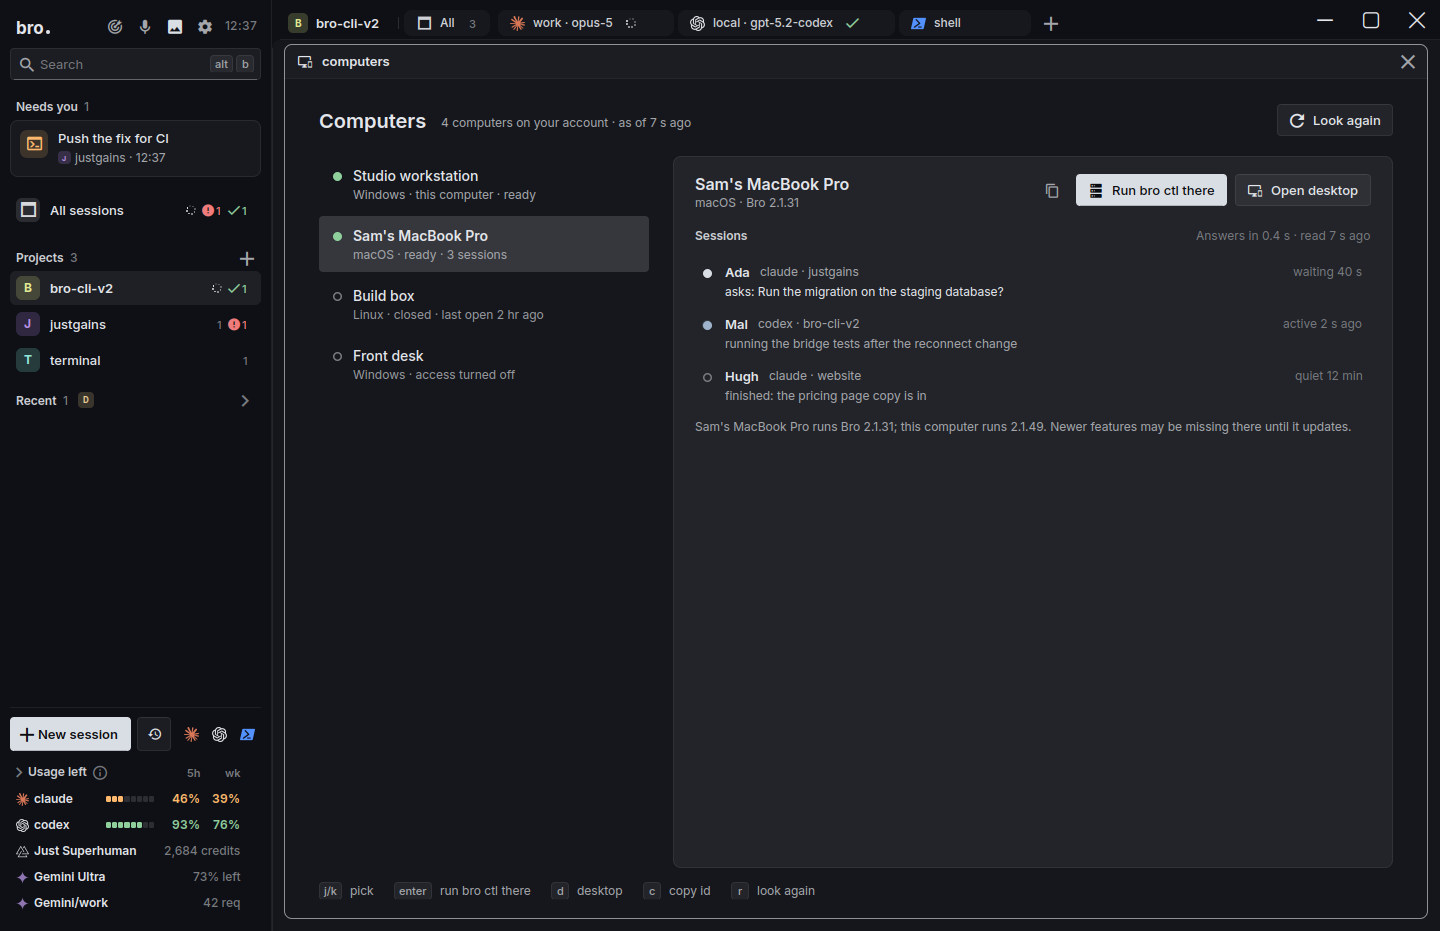 bro.
12:37
Search
alt b
Needs you 1
Push the fix for CI
J justgains · 12:37
All sessions
1 1
Projects 3
B bro-cli-v2 1
J justgains 1 1
T terminal 1
Recent 1 D
New session
Usage left 5h wk
claude 46% 39%
codex 93% 76%
Just Superhuman 2,684 credits
Gemini Ultra 73% left
Gemini/work 42 req
B bro-cli-v2
All 3
work · opus-5
local · gpt-5.2-codex
shell
computers
Computers 4 computers on your account · as of 7 s ago
Look again
Studio workstation
Windows · this computer · ready
Sam's MacBook Pro
macOS · ready · 3 sessions
Build box
Linux · closed · last open 2 hr ago
Front desk
Windows · access turned off
Sam's MacBook Pro
macOS · Bro 2.1.31
Run bro ctl there
Open desktop
Sessions Answers in 0.4 s · read 7 s ago
Ada claude · justgains waiting 40 s
asks: Run the migration on the staging database?
Mal codex · bro-cli-v2 active 2 s ago
running the bridge tests after the reconnect change
Hugh claude · website quiet 12 min
finished: the pricing page copy is in
Sam's MacBook Pro runs Bro 2.1.31; this computer runs 2.1.49. Newer features may be missing there until it updates.
j/k pick enter run bro ctl there d desktop c copy id r look again